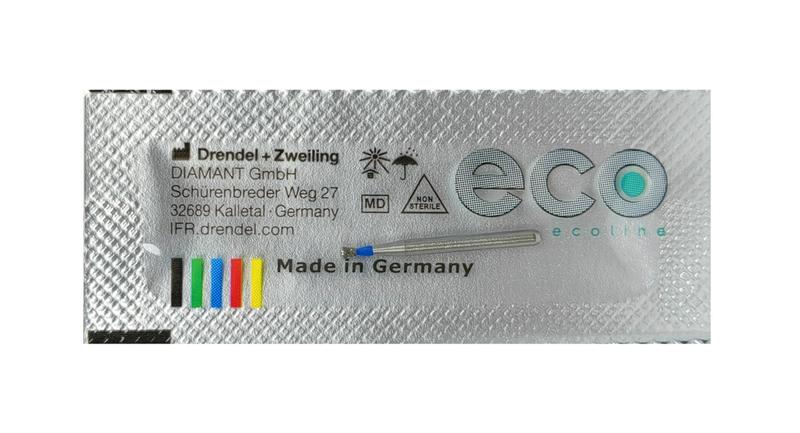 Drendel + Zweiling
DIAMANT GmbH
Schürenbreder Weg 27
32689 Kalletal · Germany
IFR.drendel.com
MD
NON
STERILE
eco
ecoline
Made in Germany